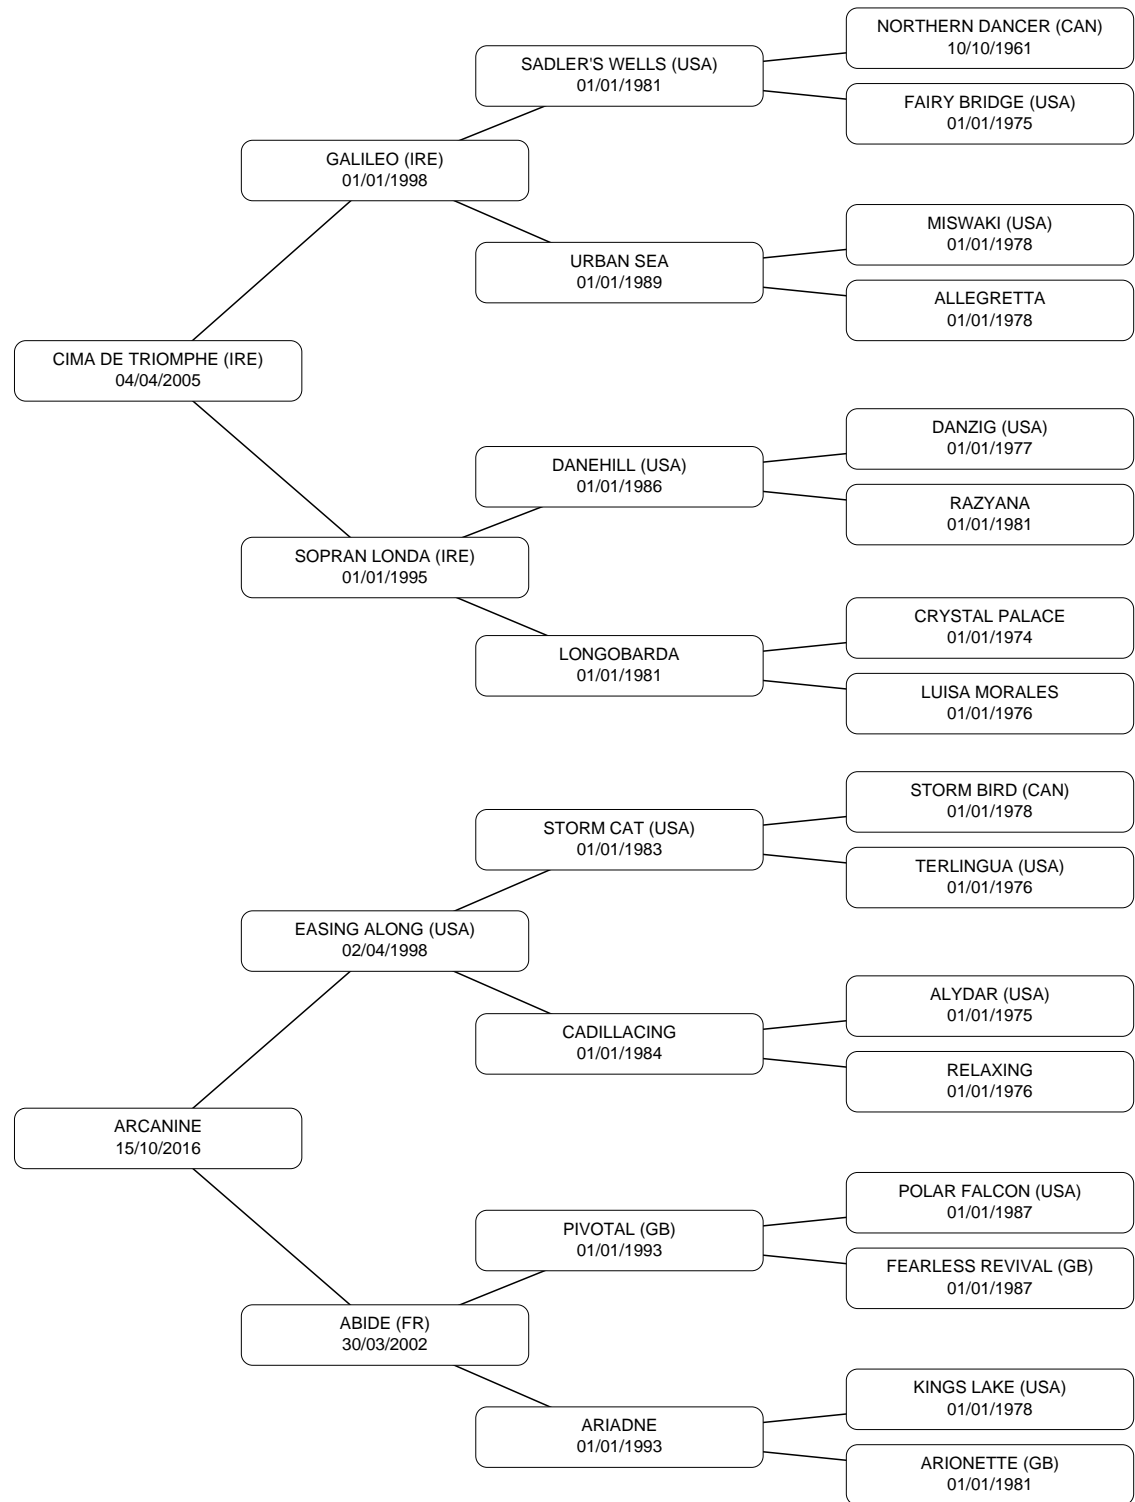 NORTHERN DANCER (CAN)
10/10/1961
SADLER'S WELLS (USA)
01/01/1981
FAIRY BRIDGE (USA)
01/01/1975
GALILEO (IRE)
01/01/1998
MISWAKI (USA)
01/01/1978
URBAN SEA
01/01/1989
ALLEGRETTA
01/01/1978
CIMA DE TRIOMPHE (IRE)
04/04/2005
DANZIG (USA)
01/01/1977
DANEHILL (USA)
01/01/1986
RAZYANA
01/01/1981
SOPRAN LONDA (IRE)
01/01/1995
CRYSTAL PALACE
01/01/1974
LONGOBARDA
01/01/1981
LUISA MORALES
01/01/1976
STORM BIRD (CAN)
01/01/1978
STORM CAT (USA)
01/01/1983
TERLINGUA (USA)
01/01/1976
EASING ALONG (USA)
02/04/1998
ALYDAR (USA)
01/01/1975
CADILLACING
01/01/1984
RELAXING
01/01/1976
ARCANINE
15/10/2016
POLAR FALCON (USA)
01/01/1987
PIVOTAL (GB)
01/01/1993
FEARLESS REVIVAL (GB)
01/01/1987
ABIDE (FR)
30/03/2002
KINGS LAKE (USA)
01/01/1978
ARIADNE
01/01/1993
ARIONETTE (GB)
01/01/1981